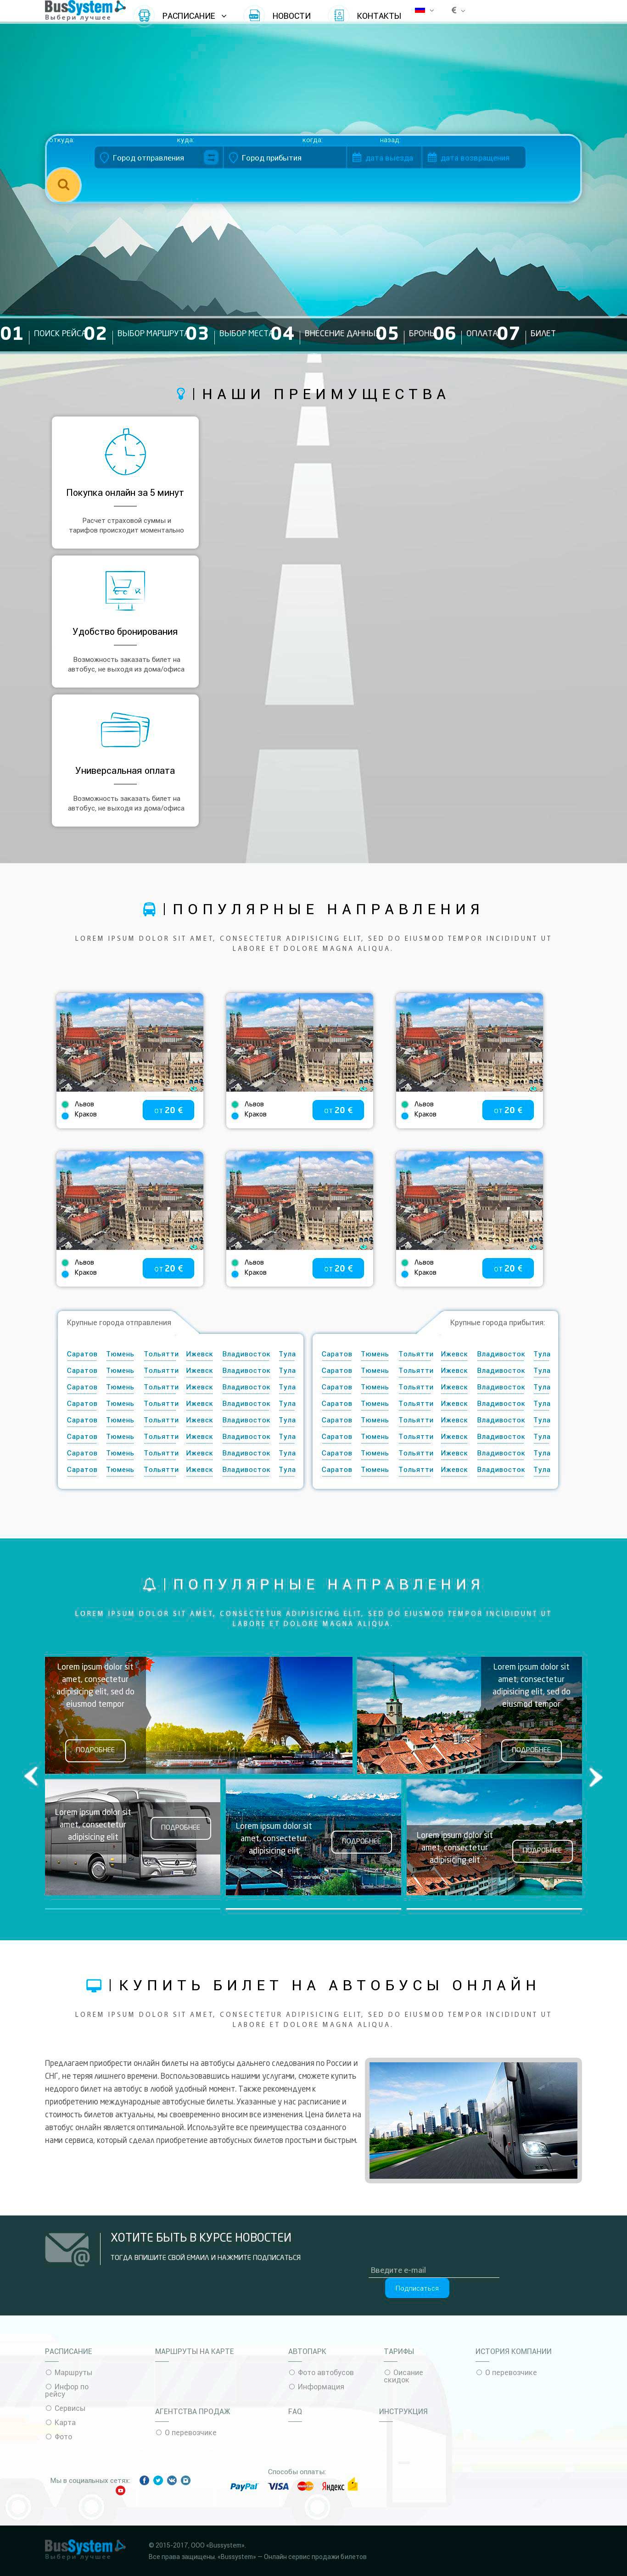 BusSystem
Выбери лучшее
РАСПИСАНИЕ
НОВОСТИ
КОНТАКТЫ
€
откуда
куда
когда
назад
Город отправления
Город прибытия
дата выезда
дата возвращения
01 ПОИСК РЕЙСА
02 ВЫБОР МАРШРУТА
03 ВЫБОР МЕСТА
04 ВНЕСЕНИЕ ДАННЫХ
05 БРОНЬ
06 ОПЛАТА
07 БИЛЕТ
НАШИ ПРЕИМУЩЕСТВА
Покупка онлайн за 5 минут
Расчет страховой суммы и
тарифов происходит моментально
Удобство бронирования
Возможность заказать билет на
автобус, не выходя из дома/офиса
Универсальная оплата
Возможность заказать билет на
автобус, не выходя из дома/офиса
ПОПУЛЯРНЫЕ НАПРАВЛЕНИЯ
LOREM IPSUM DOLOR SIT AMET, CONSECTETUR ADIPISICING ELIT, SED DO EIUSMOD TEMPOR INCIDIDUNT UT
LABORE ET DOLORE MAGNA ALIQUA.
Львов
Краков
от 20 €
Львов
Краков
от 20 €
Львов
Краков
от 20 €
Львов
Краков
от 20 €
Львов
Краков
от 20 €
Львов
Краков
от 20 €
Крупные города отправления
Саратов Тюмень Тольятти Ижевск Владивосток Тула
Саратов Тюмень Тольятти Ижевск Владивосток Тула
Саратов Тюмень Тольятти Ижевск Владивосток Тула
Саратов Тюмень Тольятти Ижевск Владивосток Тула
Саратов Тюмень Тольятти Ижевск Владивосток Тула
Саратов Тюмень Тольятти Ижевск Владивосток Тула
Саратов Тюмень Тольятти Ижевск Владивосток Тула
Саратов Тюмень Тольятти Ижевск Владивосток Тула
Крупные города прибытия:
Саратов Тюмень Тольятти Ижевск Владивосток Тула
Саратов Тюмень Тольятти Ижевск Владивосток Тула
Саратов Тюмень Тольятти Ижевск Владивосток Тула
Саратов Тюмень Тольятти Ижевск Владивосток Тула
Саратов Тюмень Тольятти Ижевск Владивосток Тула
Саратов Тюмень Тольятти Ижевск Владивосток Тула
Саратов Тюмень Тольятти Ижевск Владивосток Тула
Саратов Тюмень Тольятти Ижевск Владивосток Тула
ПОПУЛЯРНЫЕ НАПРАВЛЕНИЯ
LOREM IPSUM DOLOR SIT AMET, CONSECTETUR ADIPISICING ELIT, SED DO EIUSMOD TEMPOR INCIDIDUNT UT
LABORE ET DOLORE MAGNA ALIQUA.
Lorem ipsum dolor sit
amet, consectetur
adipisicing elit, sed do
eiusmod tempor
ПОДРОБНЕЕ
Lorem ipsum dolor sit
amet, consectetur
adipisicing elit, sed do
eiusmod tempor
ПОДРОБНЕЕ
Lorem ipsum dolor sit
amet, consectetur
adipisicing elit
ПОДРОБНЕЕ
Lorem ipsum dolor sit
amet, consectetur
adipisicing elit
ПОДРОБНЕЕ
Lorem ipsum dolor sit
amet, consectetur
adipisicing elit
ПОДРОБНЕЕ
КУПИТЬ БИЛЕТ НА АВТОБУСЫ ОНЛАЙН
LOREM IPSUM DOLOR SIT AMET, CONSECTETUR ADIPISICING ELIT, SED DO EIUSMOD TEMPOR INCIDIDUNT UT
LABORE ET DOLORE MAGNA ALIQUA.
Предлагаем приобрести онлайн билеты на автобусы дальнего следования по России и
СНГ, не теряя лишнего времени. Воспользовавшись нашими услугами, сможете купить
недорого билет на автобус в любой удобный момент. Также рекомендуем к
приобретению международные автобусные билеты. Указанные у нас расписание и
стоимость билетов актуальны, мы своевременно вносим все изменения. Цена билета на
автобус онлайн является оптимальной. Используйте все преимущества созданного
нами сервиса, который сделал приобретение автобусных билетов простым и быстрым.
ХОТИТЕ БЫТЬ В КУРСЕ НОВОСТЕЙ
ТОГДА ВПИШИТЕ СВОЙ ЕМАИЛ И НАЖМИТЕ ПОДПИСАТЬСЯ
Введите e-mail
Подписаться
РАСПИСАНИЕ
Маршруты
Инфор по
рейсу
Сервисы
Карта
Фото
МАРШРУТЫ НА КАРТЕ
АГЕНТСТВА ПРОДАЖ
О перевозчике
АВТОПАРК
Фото автобусов
Информация
FAQ
ТАРИФЫ
Описание
скидок
ИНСТРУКЦИЯ
ИСТОРИЯ КОМПАНИИ
О перевозчике
Мы в социальных сетях:
Способы оплаты:
PayPal VISA MasterCard Яндекс
BusSystem
Выбери лучшее
© 2015-2017, ООО «Bussystem».
Все права защищены. «Bussystem» — Онлайн сервис продажи билетов